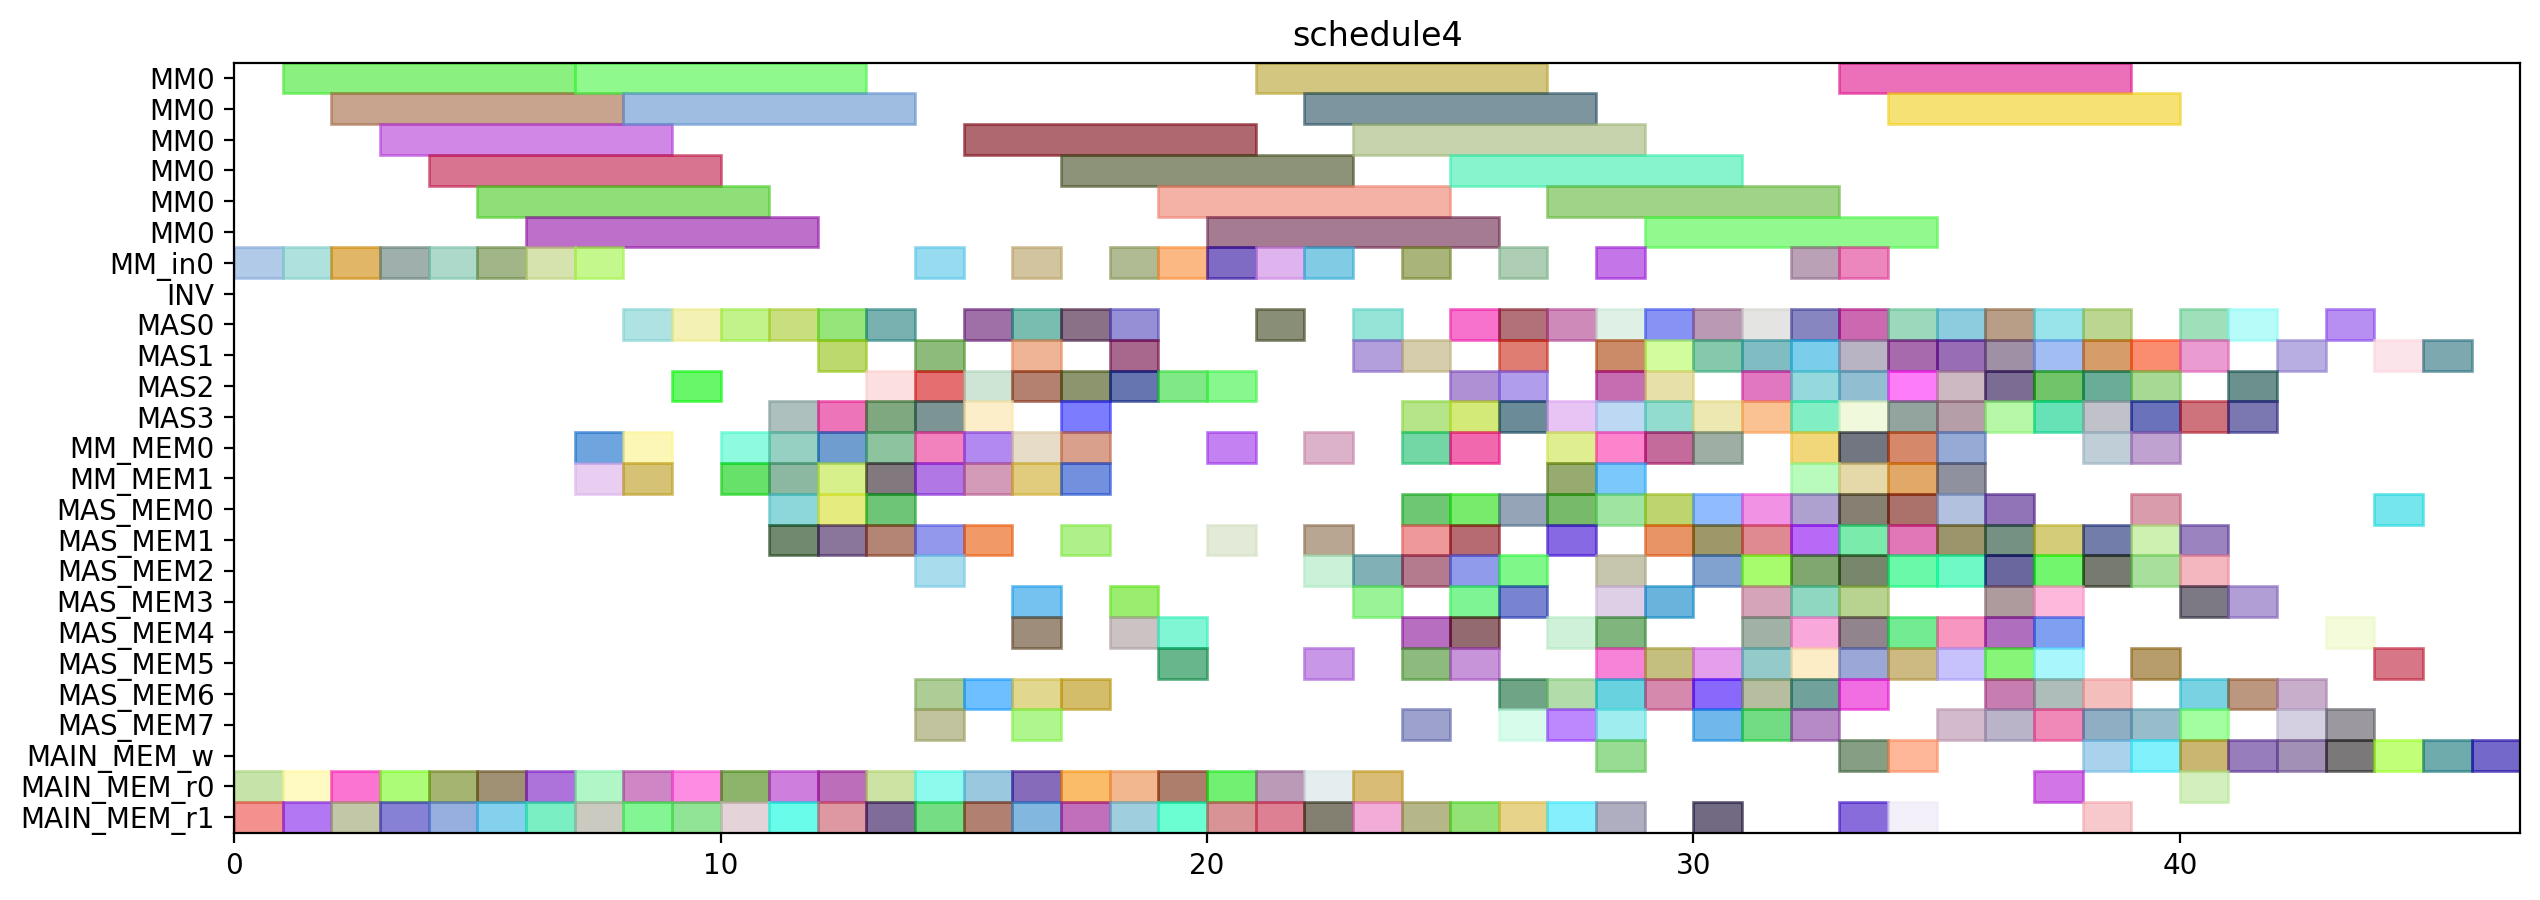 schedule4
MM0
MM0
MM0
MM0
MM0
MM0
MM_in0
INV
MAS0
MAS1
MAS2
MAS3
MM_MEM0
MM_MEM1
MAS_MEM0
MAS_MEM1
MAS_MEM2
MAS_MEM3
MAS_MEM4
MAS_MEM5
MAS_MEM6
MAS_MEM7
MAIN_MEM_w
MAIN_MEM_r0
MAIN_MEM_r1
0 10 20 30 40